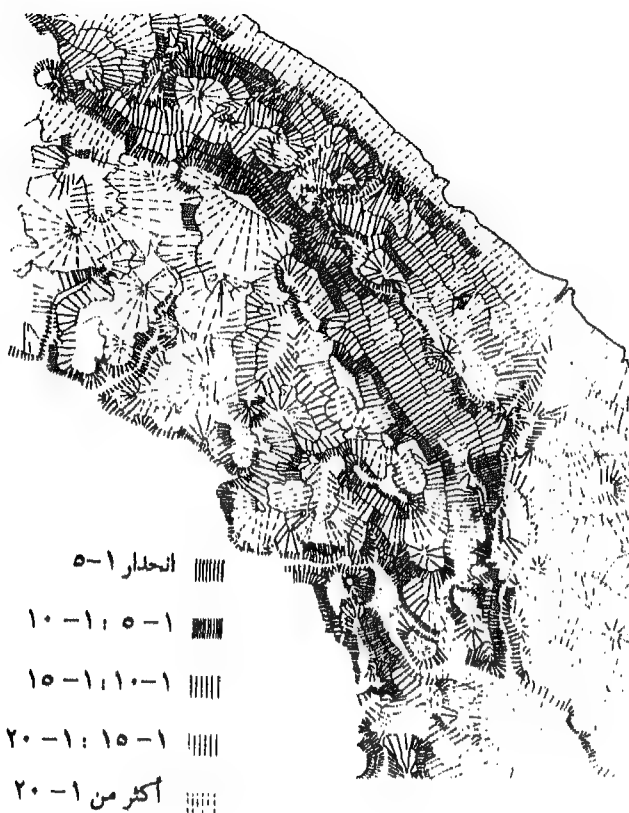 انحدار ١-٥
١-٥ : ١-١٠
١-١٠ : ١-١٥
١-١٥ : ١-٢٠
أكثر من ١-٢٠